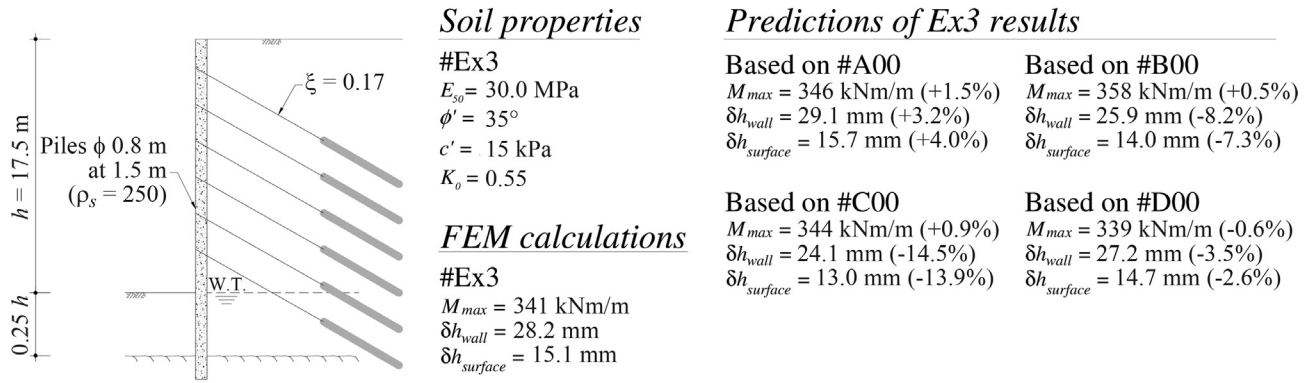 h = 17.5 m
0.25 h
ξ = 0.17
Piles ϕ 0.8 m
at 1.5 m
(ρs = 250)
W.T.
Soil properties
#Ex3
E50 = 30.0 MPa
ϕ' = 35°
c' = 15 kPa
K0 = 0.55
FEM calculations
#Ex3
Mmax = 341 kNm/m
δhwall = 28.2 mm
δhsurface = 15.1 mm
Predictions of Ex3 results
Based on #A00
Mmax = 346 kNm/m (+1.5%)
δhwall = 29.1 mm (+3.2%)
δhsurface = 15.7 mm (+4.0%)
Based on #B00
Mmax = 358 kNm/m (+0.5%)
δhwall = 25.9 mm (-8.2%)
δhsurface = 14.0 mm (-7.3%)
Based on #C00
Mmax = 344 kNm/m (+0.9%)
δhwall = 24.1 mm (-14.5%)
δhsurface = 13.0 mm (-13.9%)
Based on #D00
Mmax = 339 kNm/m (-0.6%)
δhwall = 27.2 mm (-3.5%)
δhsurface = 14.7 mm (-2.6%)